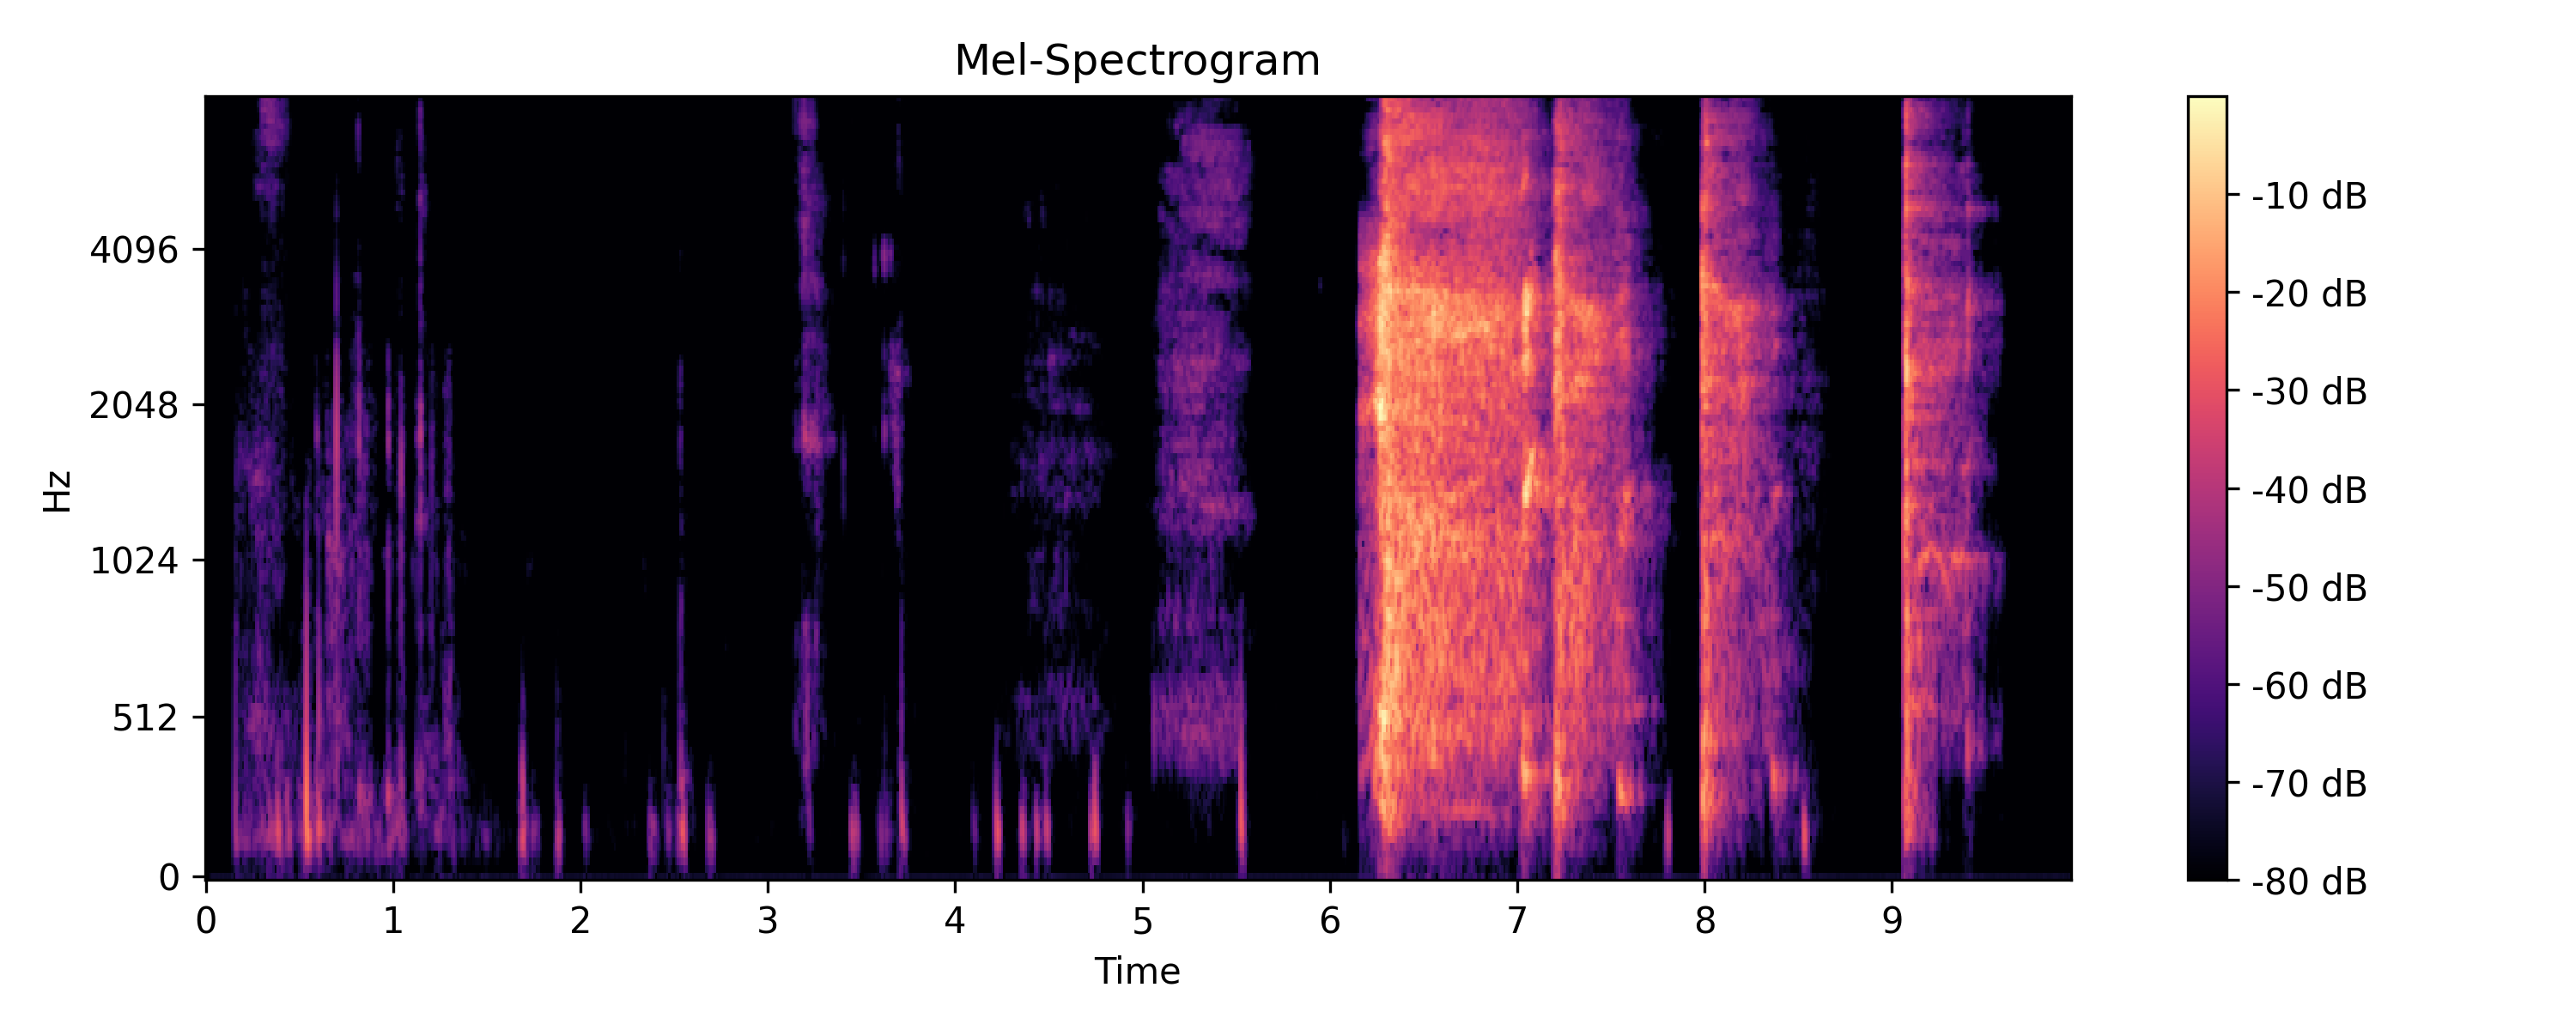 Mel-Spectrogram
Hz
4096
2048
1024
512
0
0 1 2 3 4 5 6 7 8 9
Time
-10 dB
-20 dB
-30 dB
-40 dB
-50 dB
-60 dB
-70 dB
-80 dB